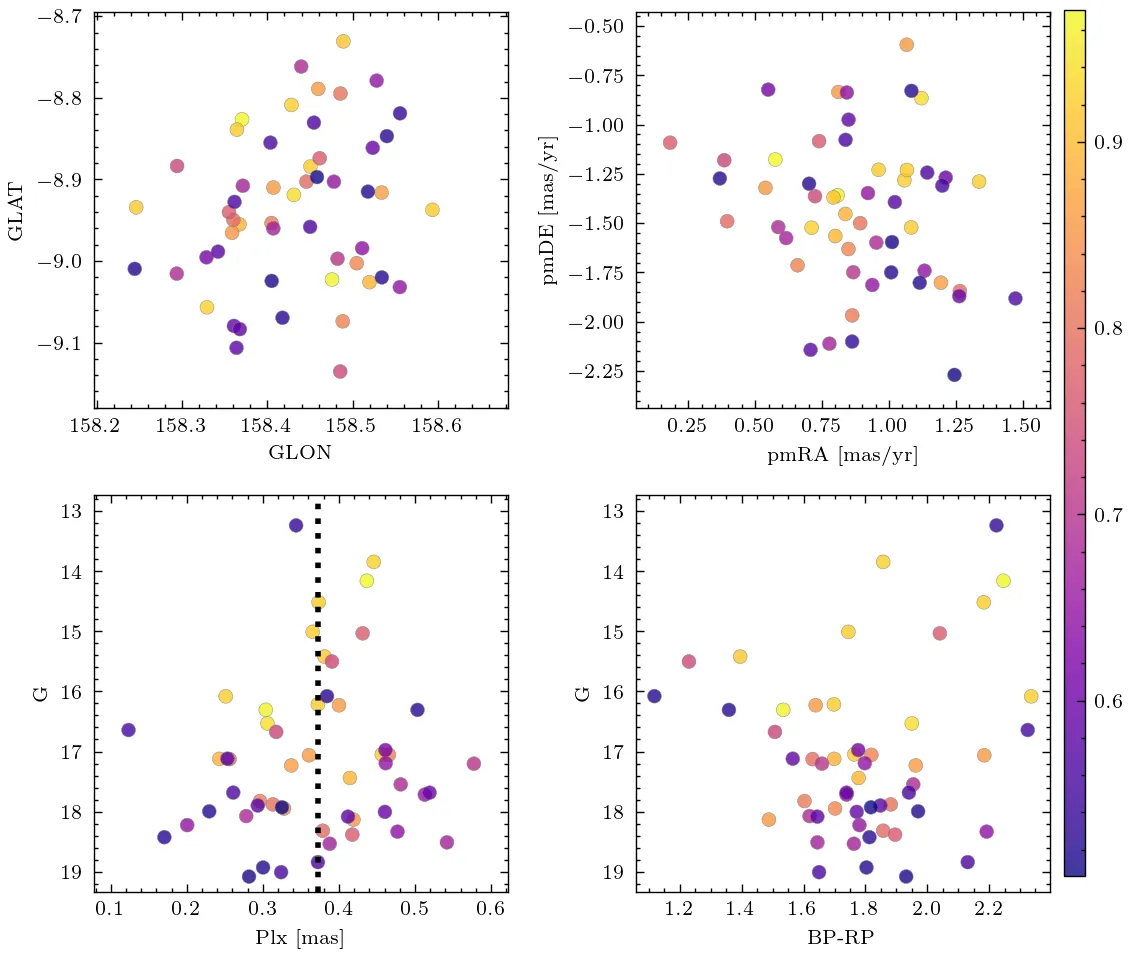 −8.7
−8.8
−8.9
−9.0
−9.1
GLAT
158.2 158.3 158.4 158.5 158.6
GLON
−0.50
−0.75
−1.00
−1.25
−1.50
−1.75
−2.00
−2.25
pmDE [mas/yr]
0.25 0.50 0.75 1.00 1.25 1.50
pmRA [mas/yr]
0.9
0.8
0.7
0.6
13
14
15
16
17
18
19
G
0.1 0.2 0.3 0.4 0.5 0.6
Plx [mas]
13
14
15
16
17
18
19
G
1.2 1.4 1.6 1.8 2.0 2.2
BP-RP